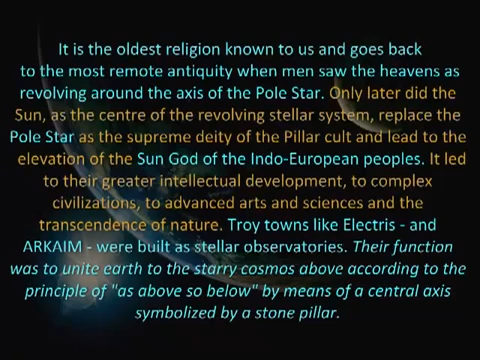 It is the oldest religion known to us and goes back
to the most remote antiquity when men saw the heavens as
revolving around the axis of the Pole Star. Only later did the
Sun, as the centre of the revolving stellar system, replace the
Pole Star as the supreme deity of the Pillar cult and lead to the
elevation of the Sun God of the Indo-European peoples. It led
to their greater intellectual development, to complex
civilizations, to advanced arts and sciences and the
transcendence of nature. Troy towns like Electris - and
ARKAIM - were built as stellar observatories. Their function
was to unite earth to the starry cosmos above according to the
principle of "as above so below" by means of a central axis
symbolized by a stone pillar.